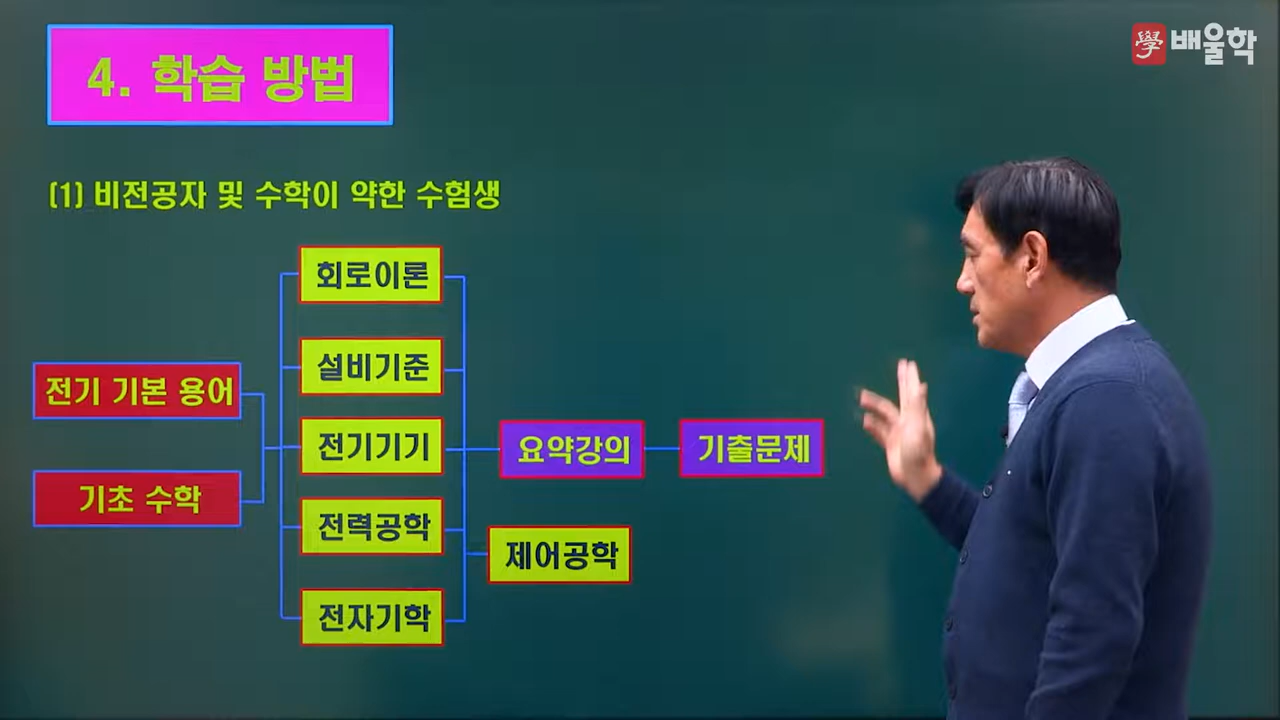 4. 학습 방법
學 배울학
(1) 비전공자 및 수학이 약한 수험생
전기 기본 용어
기초 수학
회로이론
설비기준
전기기기
전력공학
전자기학
요약강의
기출문제
제어공학